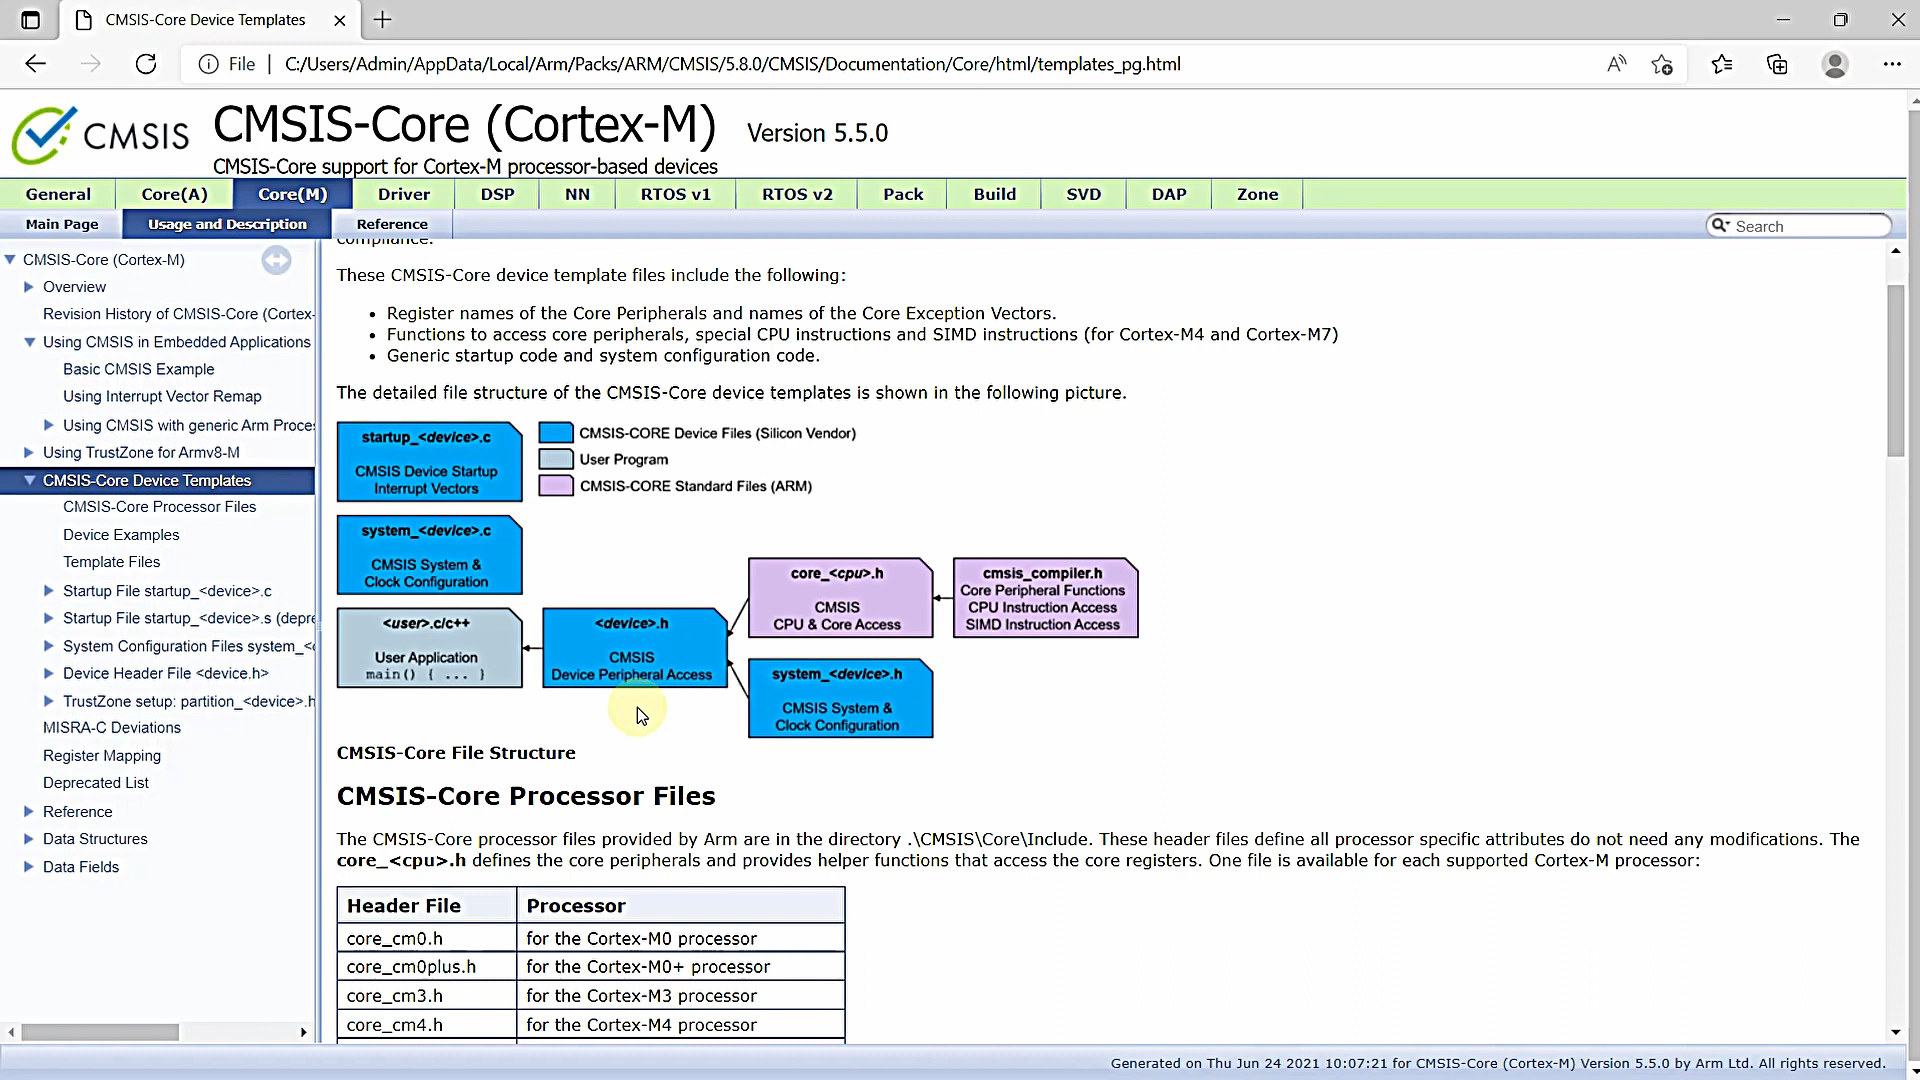 CMSIS-Core Device Templates
File
C:/Users/Admin/AppData/Local/Arm/Packs/ARM/CMSIS/5.8.0/CMSIS/Documentation/Core/html/templates_pg.html
CMSIS
CMSIS-Core (Cortex-M) Version 5.5.0
CMSIS-Core support for Cortex-M processor-based devices
General Core(A) Core(M) Driver DSP NN RTOS v1 RTOS v2 Pack Build SVD DAP Zone
Main Page Usage and Description Reference
Search
CMSIS-Core (Cortex-M)
Overview
Revision History of CMSIS-Core (Cortex-
Using CMSIS in Embedded Applications
Basic CMSIS Example
Using Interrupt Vector Remap
Using CMSIS with generic Arm Proce
Using TrustZone for Armv8-M
CMSIS-Core Device Templates
CMSIS-Core Processor Files
Device Examples
Template Files
Startup File startup_<device>.c
Startup File startup_<device>.s (depre
System Configuration Files system_<
Device Header File <device.h>
TrustZone setup: partition_<device>.h
MISRA-C Deviations
Register Mapping
Deprecated List
Reference
Data Structures
Data Fields
compliance.
These CMSIS-Core device template files include the following:
• Register names of the Core Peripherals and names of the Core Exception Vectors.
• Functions to access core peripherals, special CPU instructions and SIMD instructions (for Cortex-M4 and Cortex-M7)
• Generic startup code and system configuration code.
The detailed file structure of the CMSIS-Core device templates is shown in the following picture.
startup_<device>.c
CMSIS Device Startup
Interrupt Vectors
CMSIS-CORE Device Files (Silicon Vendor)
User Program
CMSIS-CORE Standard Files (ARM)
system_<device>.c
CMSIS System &
Clock Configuration
<user>.c/c++
User Application
main() { ... }
<device>.h
CMSIS
Device Peripheral Access
core_<cpu>.h
CMSIS
CPU & Core Access
cmsis_compiler.h
Core Peripheral Functions
CPU Instruction Access
SIMD Instruction Access
system_<device>.h
CMSIS System &
Clock Configuration
CMSIS-Core File Structure
CMSIS-Core Processor Files
The CMSIS-Core processor files provided by Arm are in the directory .\CMSIS\Core\Include. These header files define all processor specific attributes do not need any modifications. The
core_<cpu>.h defines the core peripherals and provides helper functions that access the core registers. One file is available for each supported Cortex-M processor:
Header File Processor
core_cm0.h for the Cortex-M0 processor
core_cm0plus.h for the Cortex-M0+ processor
core_cm3.h for the Cortex-M3 processor
core_cm4.h for the Cortex-M4 processor
Generated on Thu Jun 24 2021 10:07:21 for CMSIS-Core (Cortex-M) Version 5.5.0 by Arm Ltd. All rights reserved.